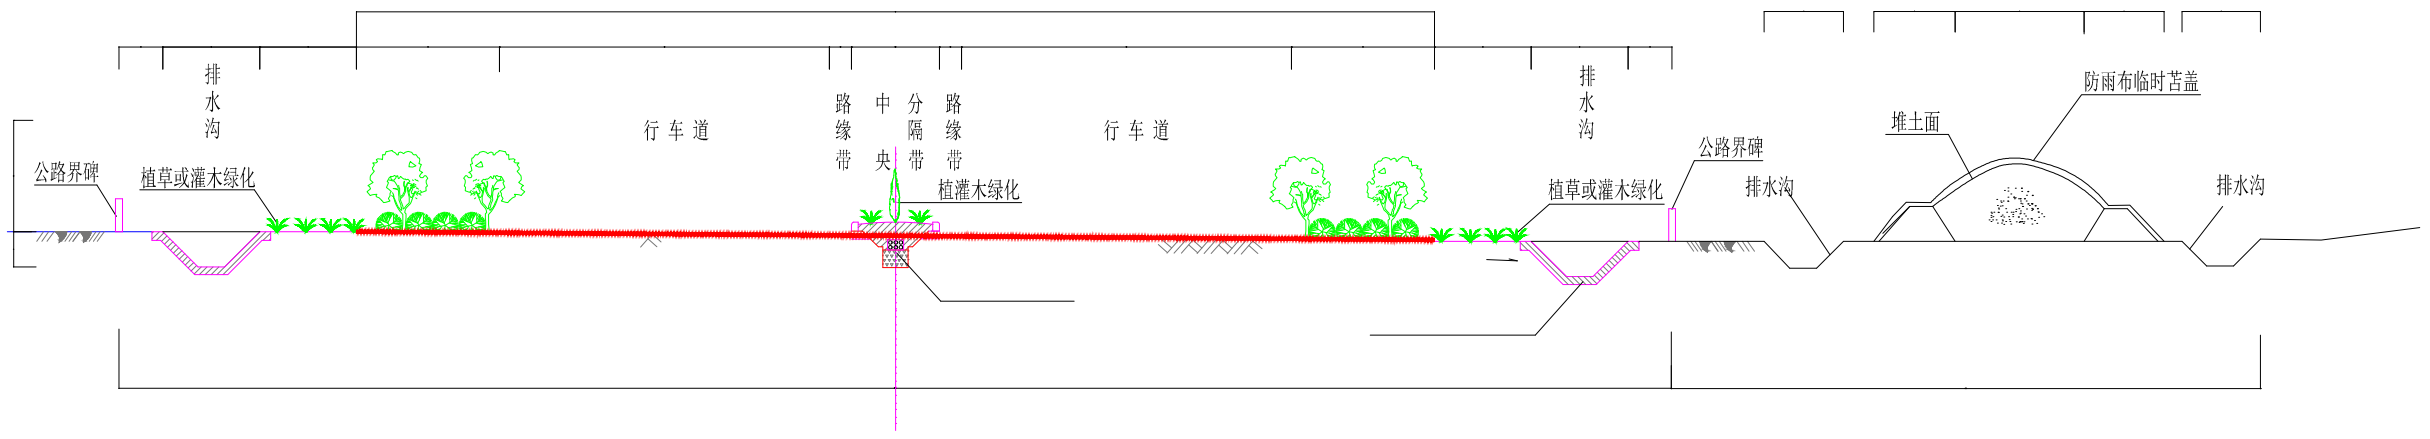 排水沟
公路界碑
植草或灌木绿化
行车道
路缘带
中央
分隔带
路缘带
植灌木绿化
行车道
排水沟
植草或灌木绿化
公路界碑
排水沟
堆土面
防雨布临时苫盖
排水沟